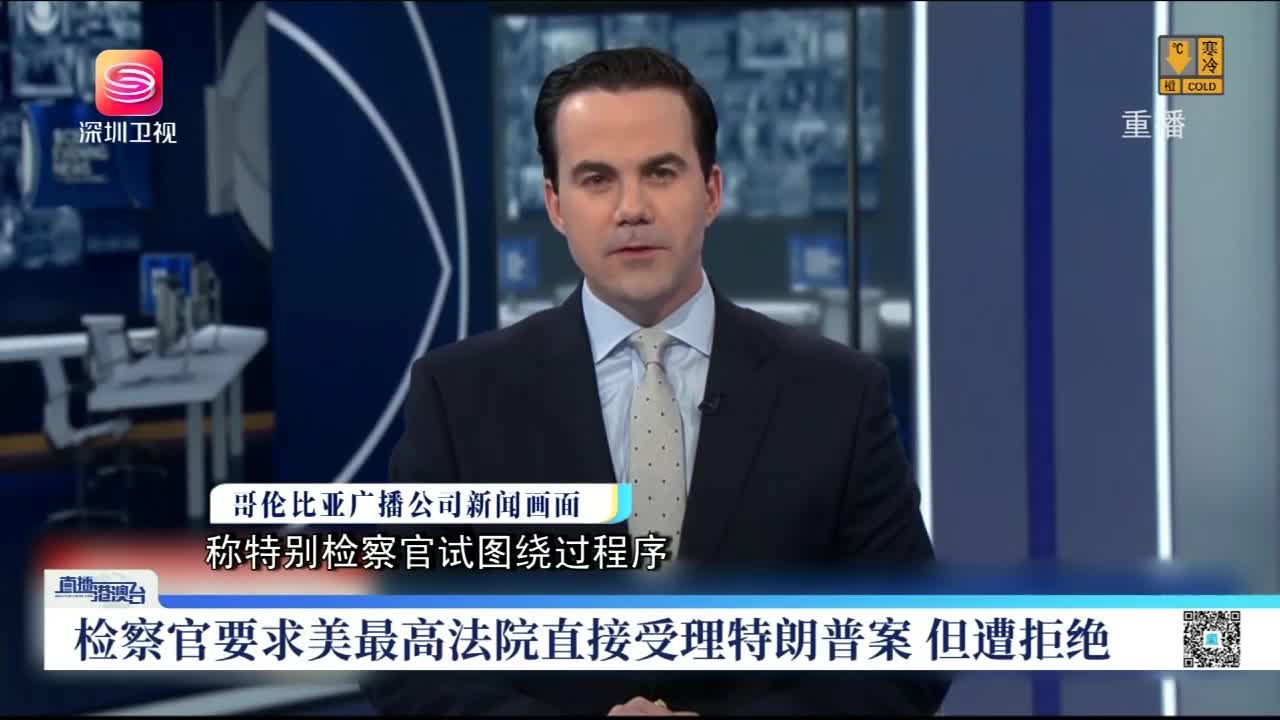 深圳卫视
℃
寒冷
橙
COLD
重播
哥伦比亚广播公司新闻画面
称特别检察官试图绕过程序
直播港澳台
检察官要求美最高法院直接受理特朗普案 但遭拒绝